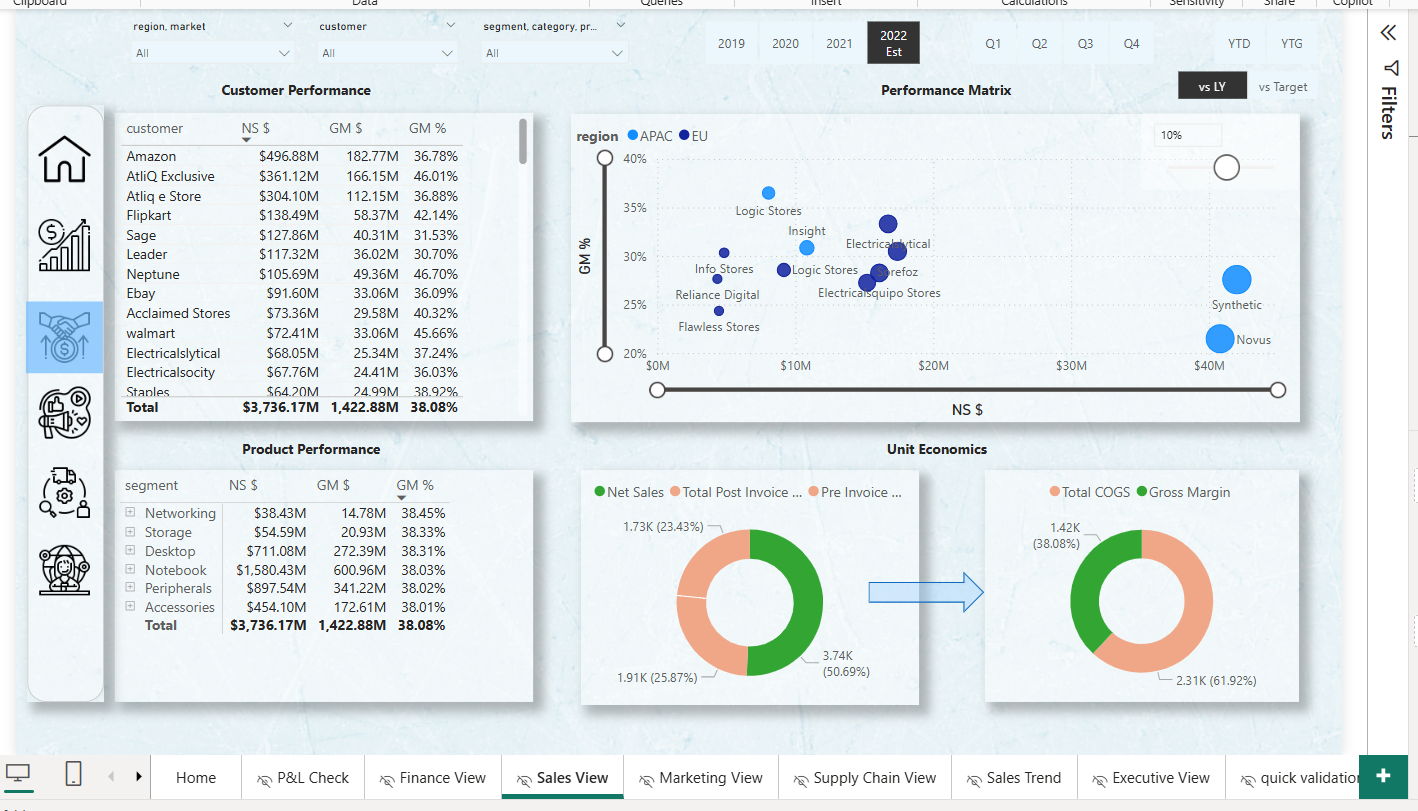 Clipboard Data Queries Insert Calculations Sensitivity Share Copilot
region, market customer segment, category, pr...
All All All
2019 2020 2021 2022 Est Q1 Q2 Q3 Q4 YTD YTG
Customer Performance
Performance Matrix
vs LY vs Target
Filters
customer NS $ GM $ GM %
Amazon $496.88M 182.77M 36.78%
AtliQ Exclusive $361.12M 166.15M 46.01%
Atliq e Store $304.10M 112.15M 36.88%
Flipkart $138.49M 58.37M 42.14%
Sage $127.86M 40.31M 31.53%
Leader $117.32M 36.02M 30.70%
Neptune $105.69M 49.36M 46.70%
Ebay $91.60M 33.06M 36.09%
Acclaimed Stores $73.36M 29.58M 40.32%
walmart $72.41M 33.06M 45.66%
Electricalslytical $68.05M 25.34M 37.24%
Electricalsocity $67.76M 24.41M 36.03%
Staples $64.20M 24.99M 38.92%
Total $3,736.17M 1,422.88M 38.08%
region APAC EU
10%
GM %
40%
35%
30%
25%
20%
Logic Stores
Insight
Info Stores
Logic Stores
Reliance Digital
Flawless Stores
Synthetic
Novus
$0M $10M $20M $30M $40M
NS $
Product Performance
segment NS $ GM $ GM %
Networking $38.43M 14.78M 38.45%
Storage $54.59M 20.93M 38.33%
Desktop $711.08M 272.39M 38.31%
Notebook $1,580.43M 600.96M 38.03%
Peripherals $897.54M 341.22M 38.02%
Accessories $454.10M 172.61M 38.01%
Total $3,736.17M 1,422.88M 38.08%
Unit Economics
Net Sales Total Post Invoice ... Pre Invoice ...
1.73K (23.43%)
3.74K
(50.69%)
1.91K (25.87%)
Total COGS Gross Margin
1.42K
(38.08%)
2.31K (61.92%)
Home P&L Check Finance View Sales View Marketing View Supply Chain View Sales Trend Executive View quick validation